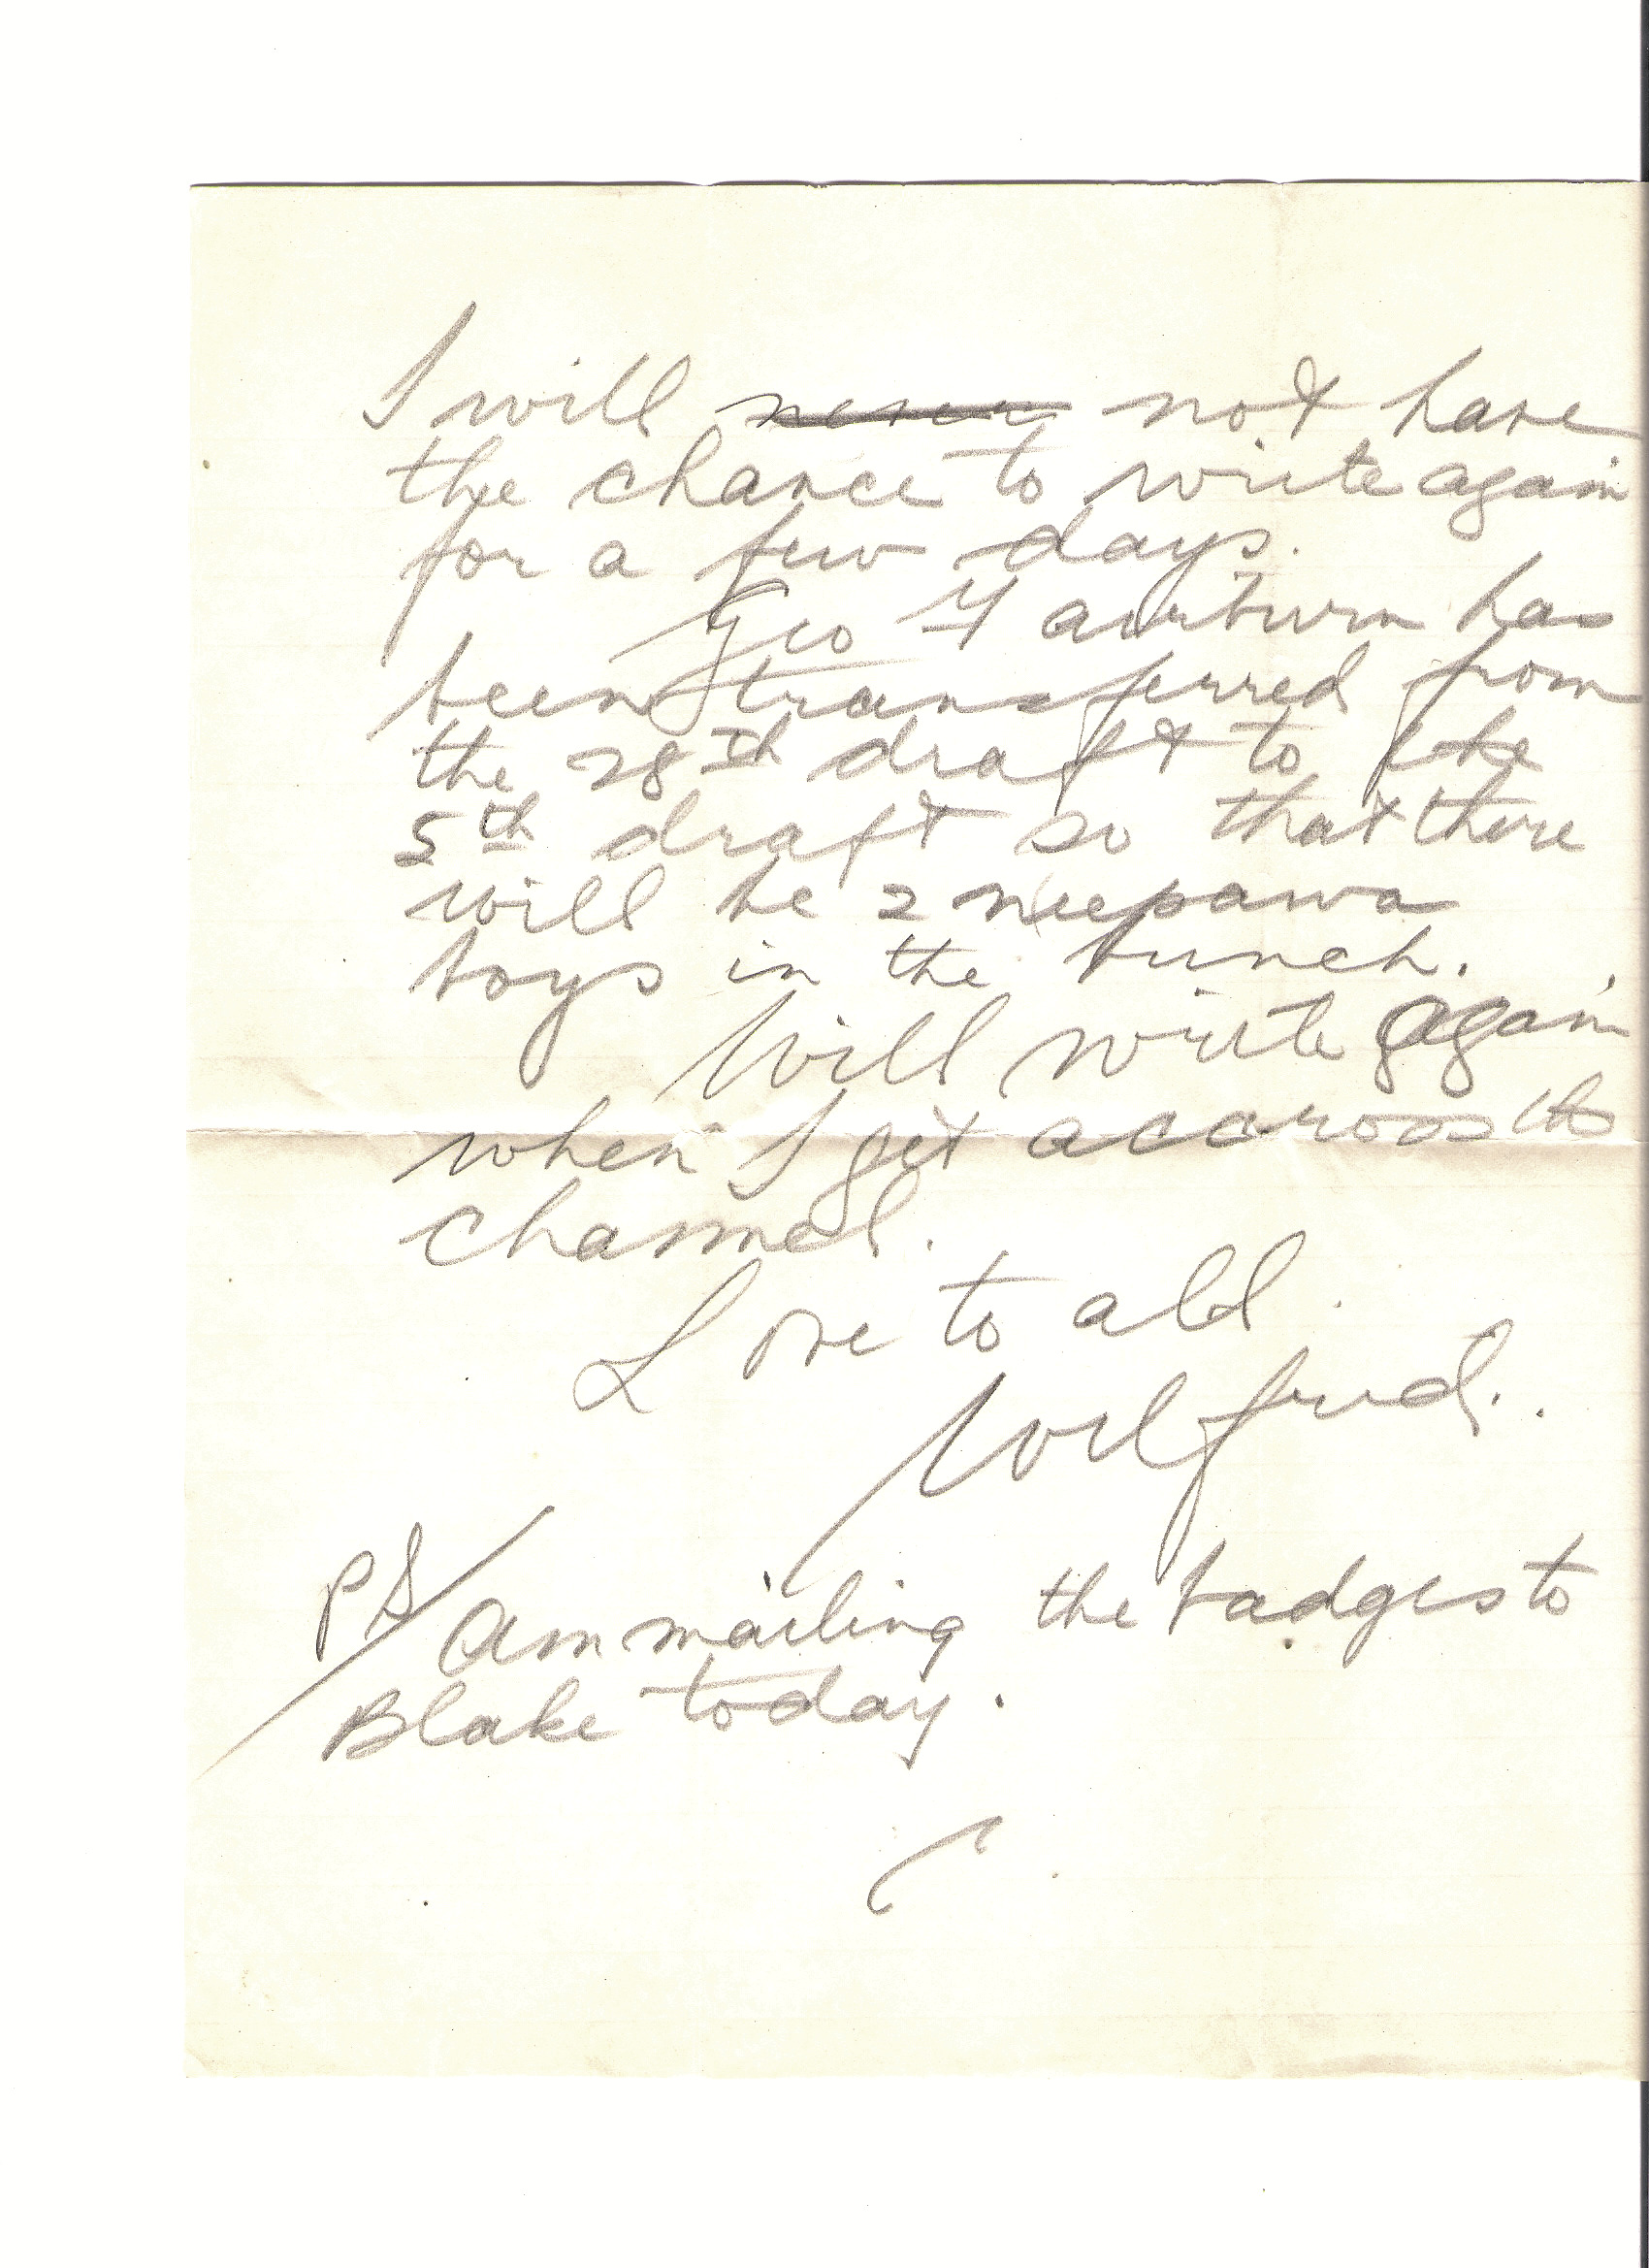 I will never not have
the chance to write again
for a few days.
Geo Fairburn has
been transferred from
the 28th draft to the
5th draft so that there
will be 2 neepawa
boys in the bunch.
Will write again
when I get accross the
channel.
Love to all.
Wilfred.
PS/ Am mailing the badges to
Blake today.